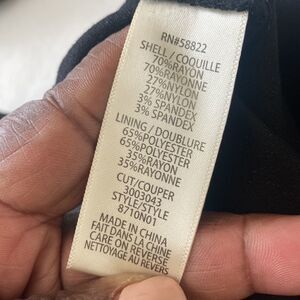 RN#58822
SHELL / COQUILLE
70%RAYON
70%RAYONNE
27%NYLON
27%NYLON
3% SPANDEX
3% SPANDEX
LINING / DOUBLURE
65%POLYESTER
65%POLYESTER
35%RAYON
35%RAYONNE
CUT/COUPER
3003043
STYLE/STYLE
8710N01
MADE IN CHINA
FAIT DANS LA CHINE
CARE ON REVERSE
NETTOYAGE AU REVERS